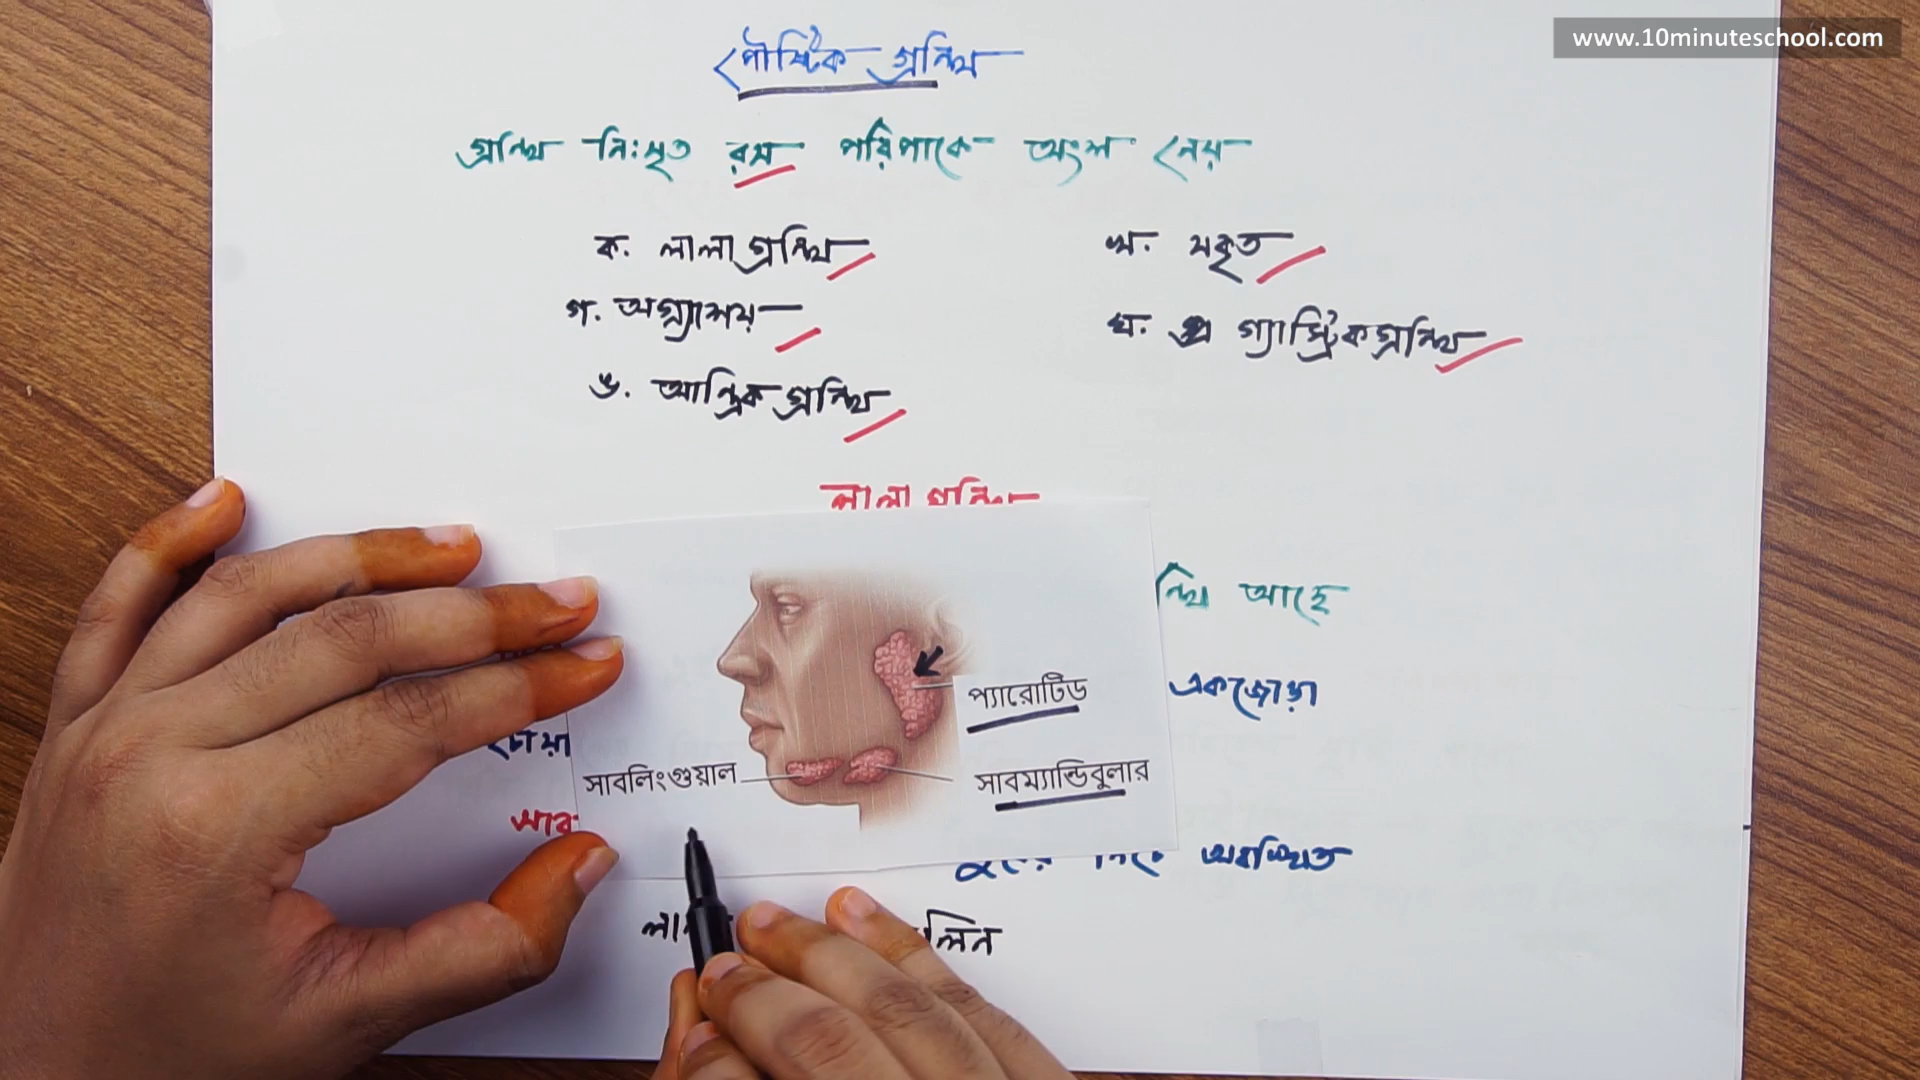 www.10minuteschool.com
পৌষ্টিক গ্রন্থি
গ্রন্থি নিঃসৃত রস পরিপাকে অংশ নেয়
ক. লালাগ্রন্থি
খ. যকৃত
গ. অগ্ন্যাশয়
ঘ. গ্যাস্ট্রিকগ্রন্থি
ঙ. আন্ত্রিক গ্রন্থি
লালা গ্রন্থি
ন্থি আছে
প্যারোটিড
একজোড়া
সাবলিংগুয়াল
সাবম্যান্ডিবুলার
সাব
নিচে অবস্থিত
লিন